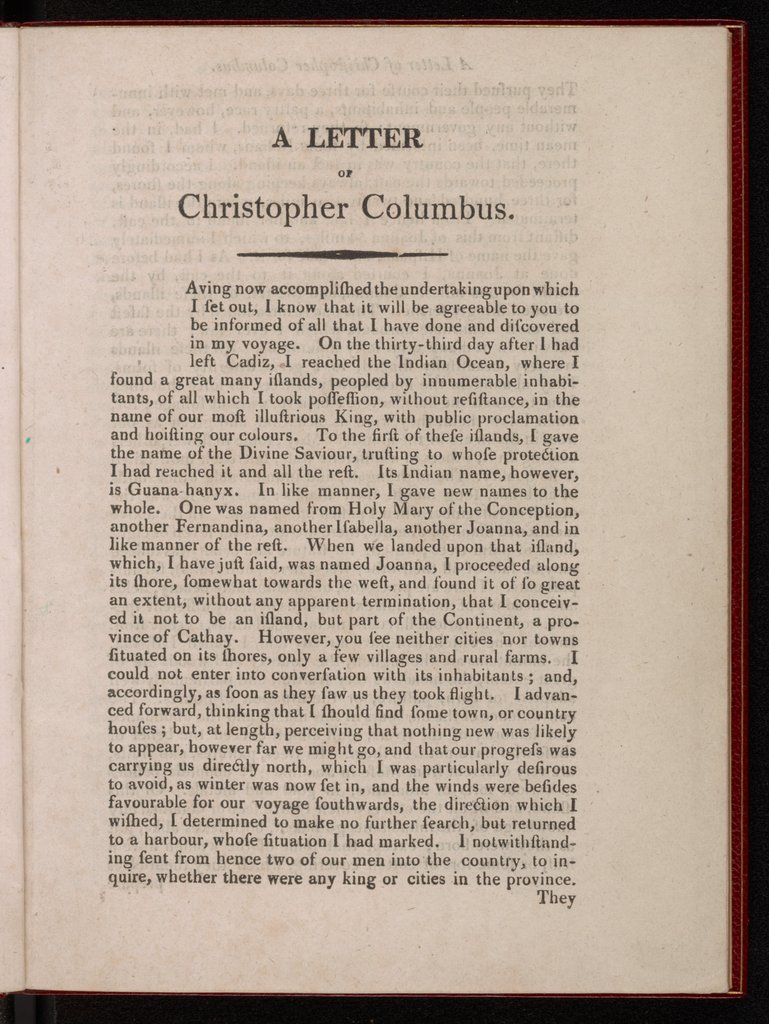 A LETTER
OF
Christopher Columbus.
Aving now accompliſhed the undertaking upon which
I ſet out, I know that it will be agreeable to you to
be informed of all that I have done and diſcovered
in my voyage. On the thirty-third day after I had
left Cadiz, I reached the Indian Ocean, where I
found a great many iſlands, peopled by innumerable inhabi-
tants, of all which I took poſſeſſion, without reſiſtance, in the
name of our moſt illuſtrious King, with public proclamation
and hoiſting our colours. To the firſt of theſe iſlands, I gave
the name of the Divine Saviour, truſting to whoſe protection
I had reached it and all the reſt. Its Indian name, however,
is Guana-hanyx. In like manner, I gave new names to the
whole. One was named from Holy Mary of the Conception,
another Fernandina, another Iſabella, another Joanna, and in
like manner of the reſt. When we landed upon that iſland,
which, I have juſt ſaid, was named Joanna, I proceeded along
its ſhore, ſomewhat towards the weſt, and found it of ſo great
an extent, without any apparent termination, that I conceiv-
ed it not to be an iſland, but part of the Continent, a pro-
vince of Cathay. However, you ſee neither cities nor towns
ſituated on its ſhores, only a few villages and rural farms. I
could not enter into converſation with its inhabitants ; and,
accordingly, as ſoon as they ſaw us they took flight. I advan-
ced forward, thinking that I ſhould find ſome town, or country
houſes ; but, at length, perceiving that nothing new was likely
to appear, however far we might go, and that our progreſs was
carrying us directly north, which I was particularly deſirous
to avoid, as winter was now ſet in, and the winds were beſides
favourable for our voyage ſouthwards, the direction which I
wiſhed, I determined to make no further ſearch, but returned
to a harbour, whoſe ſituation I had marked. I notwithſtand-
ing ſent from hence two of our men into the country, to in-
quire, whether there were any king or cities in the province.
They